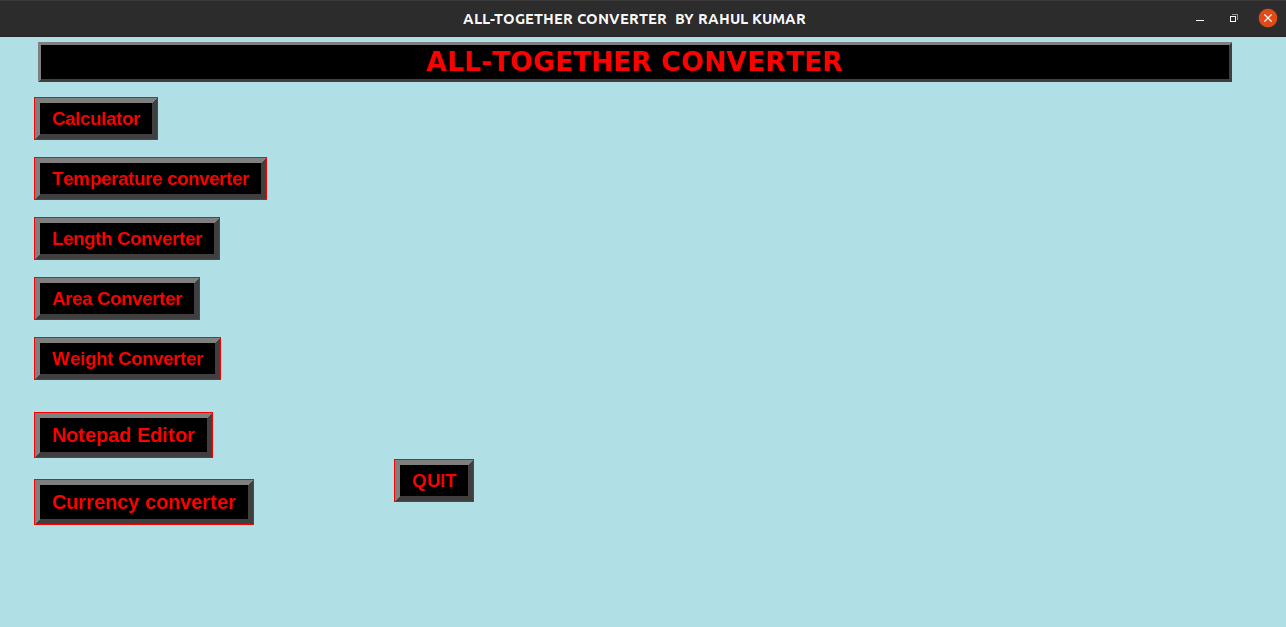 ALL-TOGETHER CONVERTER  BY RAHUL KUMAR
ALL-TOGETHER CONVERTER
Calculator
Temperature converter
Length Converter
Area Converter
Weight Converter
Notepad Editor
QUIT
Currency converter